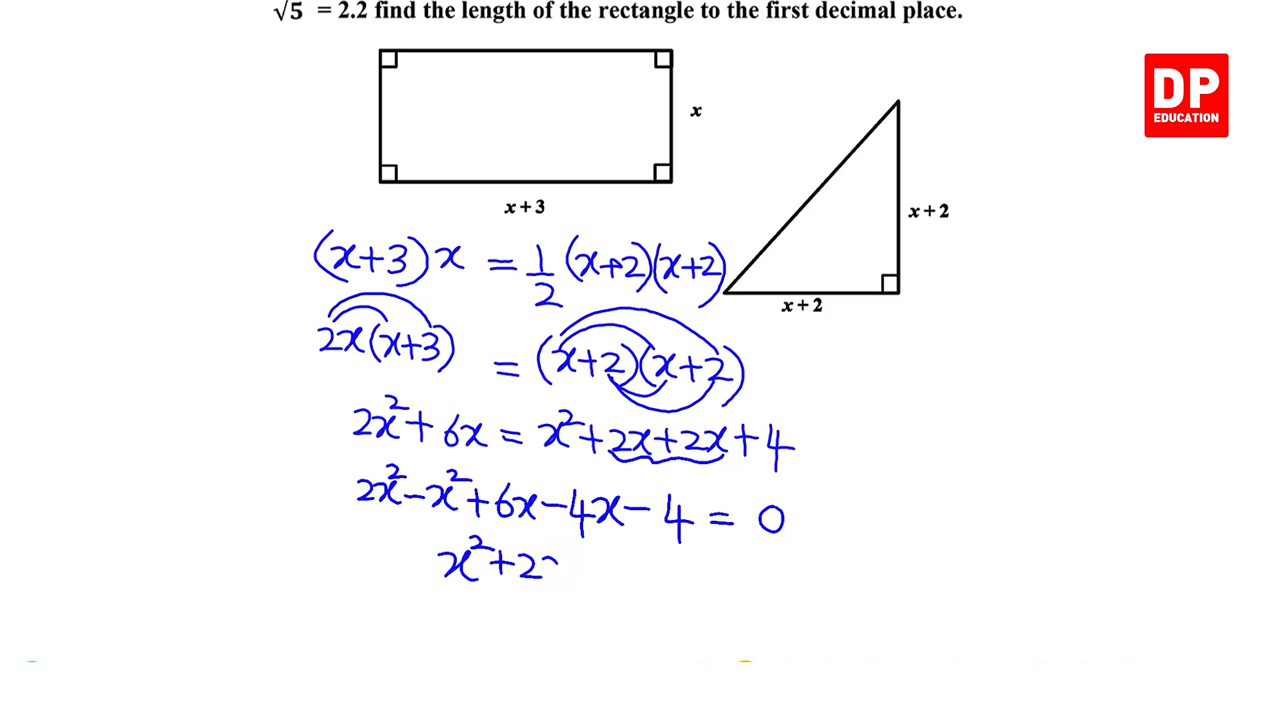 √5 = 2.2 find the length of the rectangle to the first decimal place.
DP
EDUCATION
x
x + 3
x + 2
x + 2
(x+3)x = 1/2 (x+2)(x+2)
2x(x+3) = (x+2)(x+2)
2x²+6x = x²+2x+2x+4
2x²-x²+6x-4x-4 = 0
x²+2